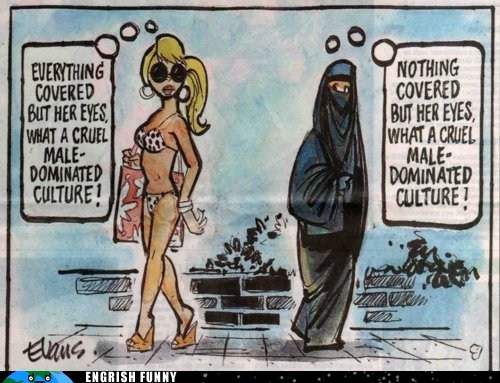 EVERYTHING
COVERED
BUT HER EYES,
WHAT A CRUEL
MALE-
DOMINATED
CULTURE!
NOTHING
COVERED
BUT HER EYES,
WHAT A CRUEL
MALE-
DOMINATED
CULTURE!
Evans.
ENGRISH FUNNY